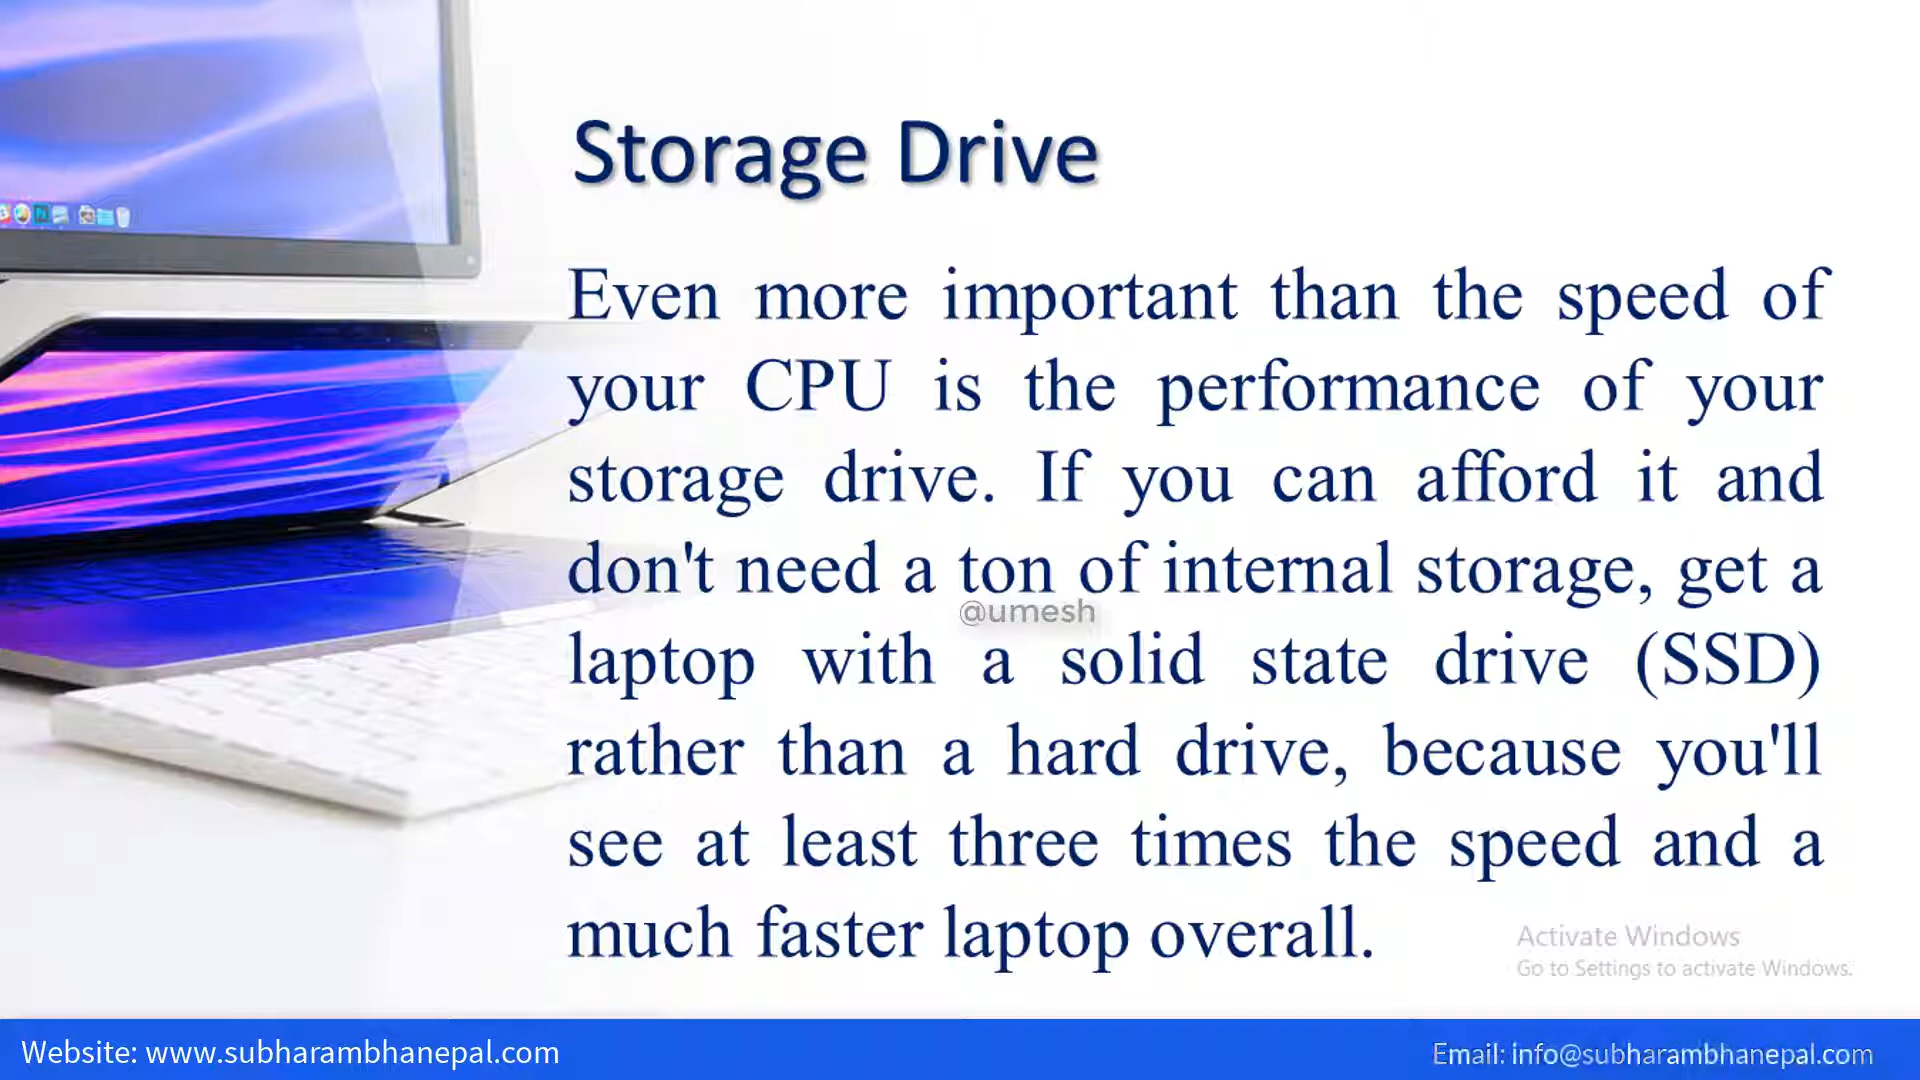 Storage Drive
Even more important than the speed of
your CPU is the performance of your
storage drive. If you can afford it and
don't need a ton of internal storage, get a
@umesh
laptop with a solid state drive (SSD)
rather than a hard drive, because you'll
see at least three times the speed and a
much faster laptop overall.
Activate Windows
Go to Settings to activate Windows.
Website: www.subharambhanepal.com
Email: info@subharambhanepal.com